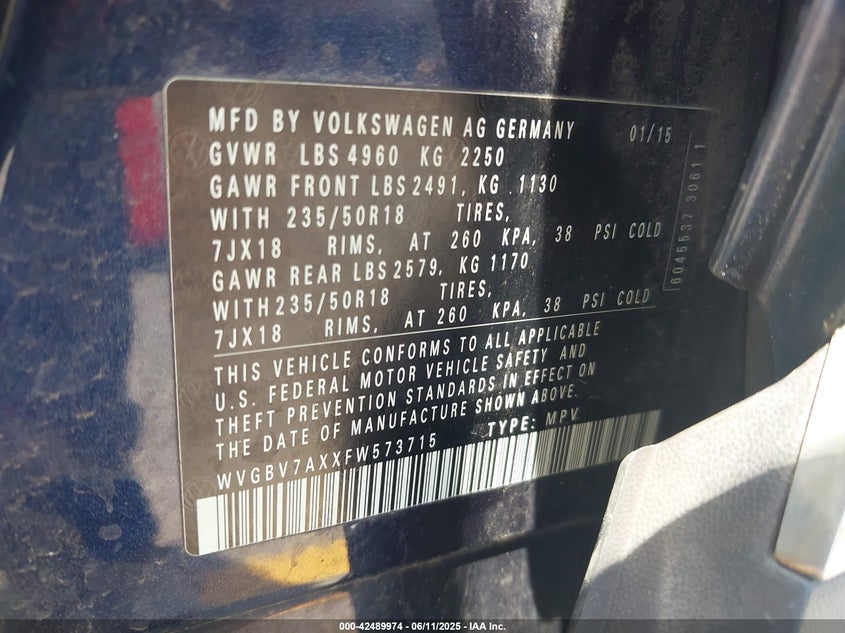 MFD BY VOLKSWAGEN AG GERMANY 01/15
GVWR LBS 4960 KG 2250
GAWR FRONT LBS 2491, KG .1130
WITH 235/50R18 TIRES,
7JX18 RIMS, AT 260 KPA, 38 PSI COLD
GAWR REAR LBS 2579, KG 1170
WITH 235/50R18 TIRES,
7JX18 RIMS, AT 260 KPA, 38 PSI COLD
THIS VEHICLE CONFORMS TO ALL APPLICABLE
U.S. FEDERAL MOTOR VEHICLE SAFETY AND
THEFT PREVENTION STANDARDS IN EFFECT ON
THE DATE OF MANUFACTURE SHOWN ABOVE.
WVGBV7AXXFW573715 TYPE: MPV
6045537 30611
000-42489974 - 06/11/2025 - IAA Inc.